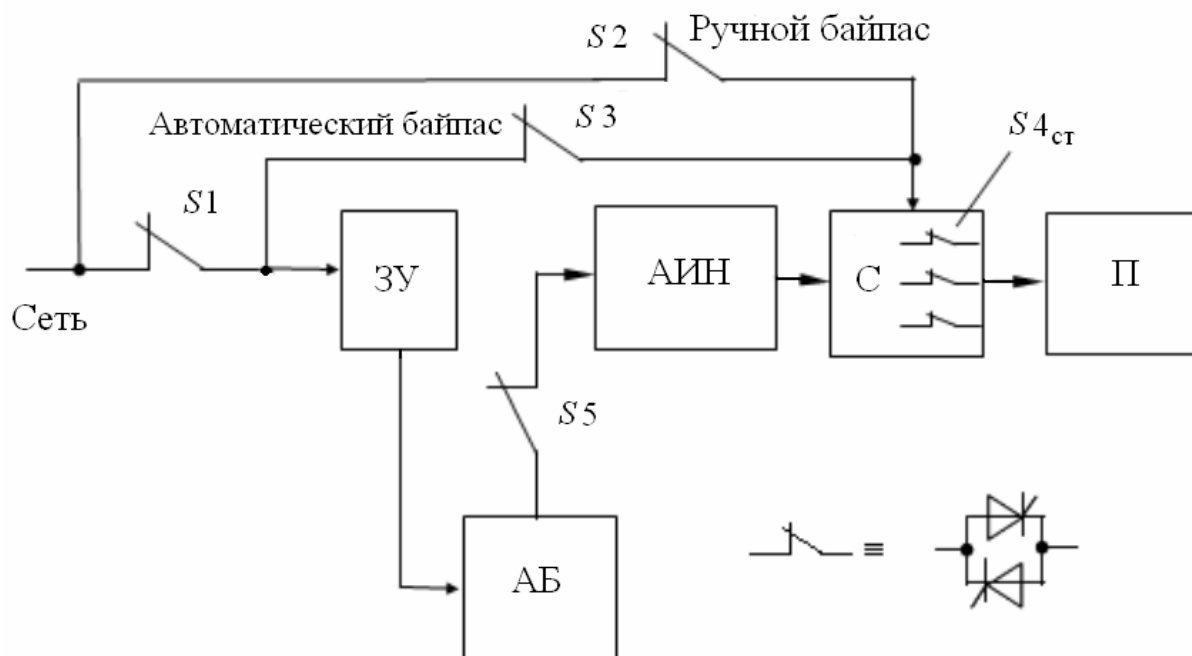 S2
Ручной байпас
Автоматический байпас
S3
S4ст
S1
ЗУ
АИН
С
П
Сеть
S5
АБ
≡